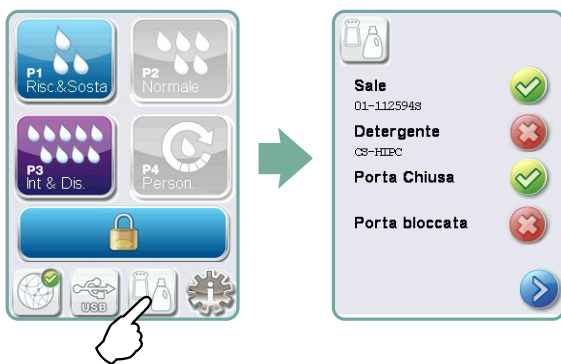 P1
Risc.&Sosta
P2
Normale
P3
Int & Dis.
P4
Person.
USB
Sale
01-112594s
Detergente
CS-HIPC
Porta Chiusa
Porta bloccata